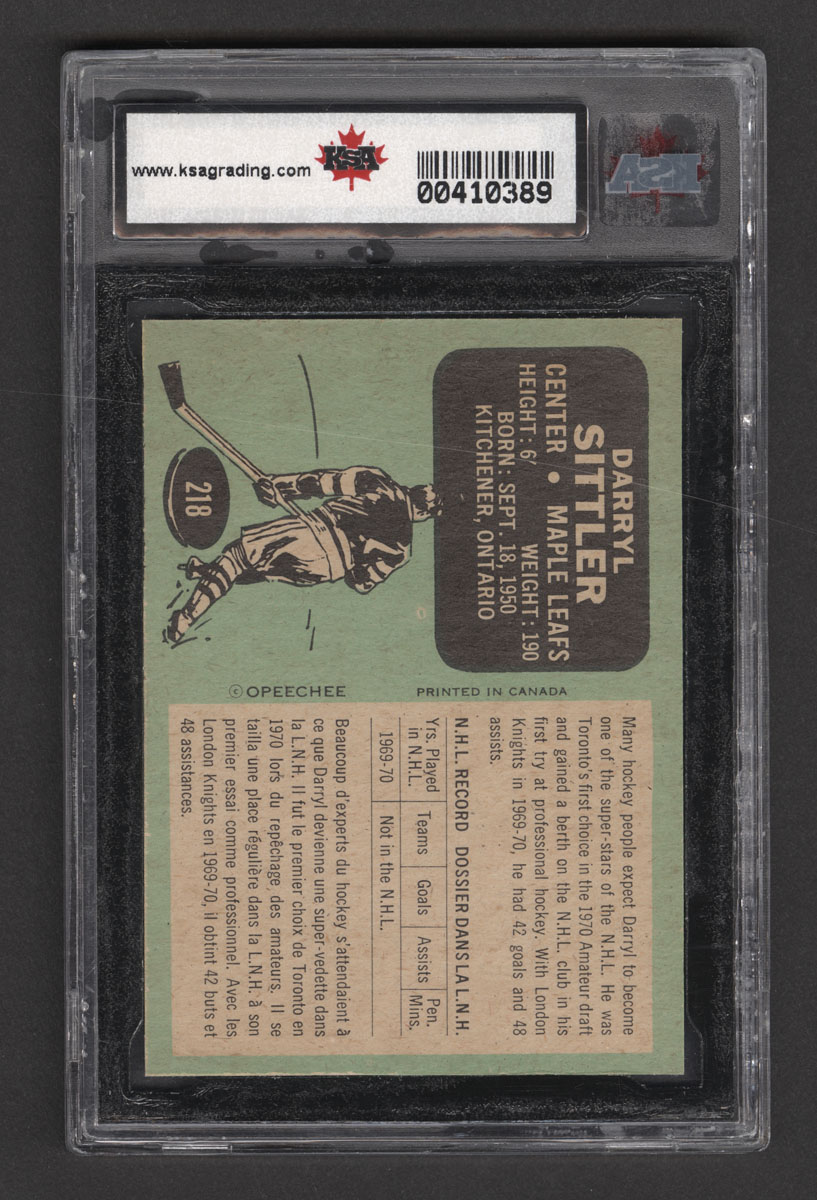 www.ksagrading.com
KSA
00410389
KSA
DARRYL
SITTLER
CENTER • MAPLE LEAFS
HEIGHT: 6' WEIGHT: 190
BORN: SEPT. 18, 1950
KITCHENER, ONTARIO
7
218
© OPEECHEE
PRINTED IN CANADA
Many hockey people expect Darryl to become
one of the super-stars of the N.H.L. He was
Toronto's first choice in the 1970 Amateur draft
and gained a berth on the N.H.L. club in his
first try at professional hockey. With London
Knights in 1969-70, he had 42 goals and 48
assists.
N.H.L. RECORD DOSSIER DANS LA L.N.H.
Yrs. Played Teams Goals Assists Pen.
in N.H.L. Mins.
1969-70 Not in the N.H.L.
Beaucoup d'experts du hockey s'attendaient à
ce que Darryl devienne une super-vedette dans
la L.N.H. Il fut le premier choix de Toronto en
1970 lors du repêchage des amateurs. Il se
tailla une place régulière dans la L.N.H. à son
premier essai comme professionnel. Avec les
London Knights en 1969-70, il obtint 42 buts et
48 assistances.